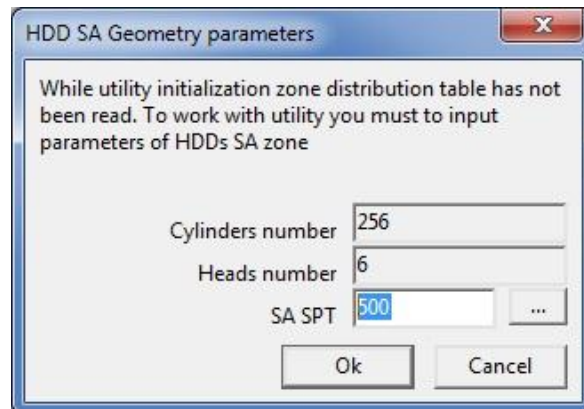 HDD SA Geometry parameters
While utility initialization zone distribution table has not
been read. To work with utility you must to input
parameters of HDDs SA zone
Cylinders number 256
Heads number 6
SA SPT 500 ...
Ok Cancel